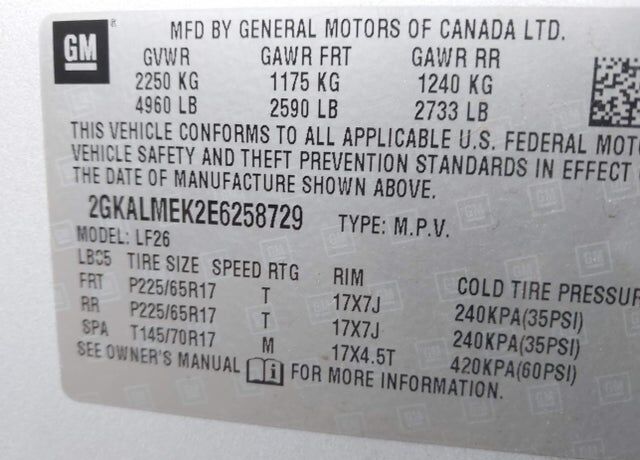 GM
MFD BY GENERAL MOTORS OF CANADA LTD.
GVWR GAWR FRT GAWR RR
2250 KG 1175 KG 1240 KG
4960 LB 2590 LB 2733 LB
THIS VEHICLE CONFORMS TO ALL APPLICABLE U.S. FEDERAL MOT
VEHICLE SAFETY AND THEFT PREVENTION STANDARDS IN EFFECT
THE DATE OF MANUFACTURE SHOWN ABOVE.
2GKALMEK2E6258729 TYPE: M.P.V.
MODEL: LF26
TIRE SIZE SPEED RTG RIM COLD TIRE PRESSUR
FRT P225/65R17 T 17X7J 240KPA(35PSI)
RR P225/65R17 T 17X7J 240KPA(35PSI)
SPA T145/70R17 M 17X4.5T 420KPA(60PSI)
SEE OWNER'S MANUAL FOR MORE INFORMATION.